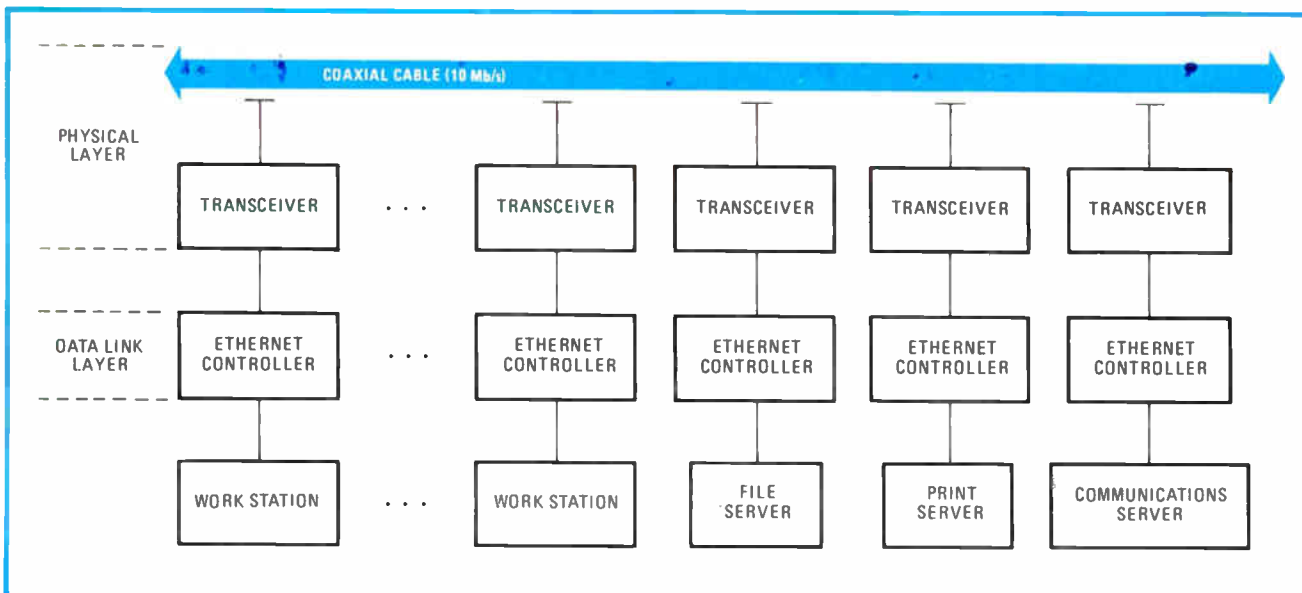 COAXIAL CABLE (10 Mb/s)
PHYSICAL
LAYER
TRANSCEIVER
. . .
TRANSCEIVER
TRANSCEIVER
TRANSCEIVER
TRANSCEIVER
DATA LINK
LAYER
ETHERNET
CONTROLLER
. . .
ETHERNET
CONTROLLER
ETHERNET
CONTROLLER
ETHERNET
CONTROLLER
ETHERNET
CONTROLLER
WORK STATION
. . .
WORK STATION
FILE
SERVER
PRINT
SERVER
COMMUNICATIONS
SERVER